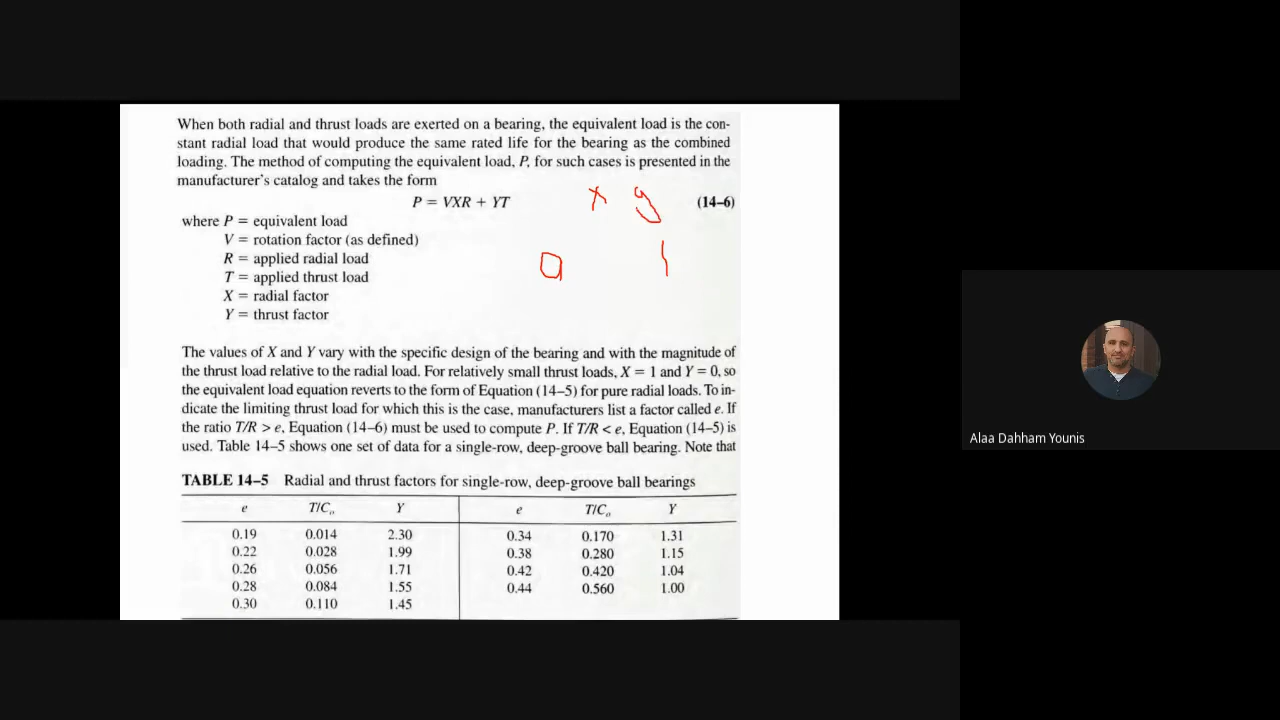 When both radial and thrust loads are exerted on a bearing, the equivalent load is the con-
stant radial load that would produce the same rated life for the bearing as the combined
loading. The method of computing the equivalent load, P, for such cases is presented in the
manufacturer's catalog and takes the form
P = VXR + YT (14–6)
x y
where P = equivalent load
V = rotation factor (as defined)
R = applied radial load
T = applied thrust load
X = radial factor
Y = thrust factor
The values of X and Y vary with the specific design of the bearing and with the magnitude of
the thrust load relative to the radial load. For relatively small thrust loads, X = 1 and Y = 0, so
the equivalent load equation reverts to the form of Equation (14–5) for pure radial loads. To in-
dicate the limiting thrust load for which this is the case, manufacturers list a factor called e. If
the ratio T/R > e, Equation (14–6) must be used to compute P. If T/R < e, Equation (14–5) is
used. Table 14–5 shows one set of data for a single-row, deep-groove ball bearing. Note that
TABLE 14–5 Radial and thrust factors for single-row, deep-groove ball bearings
e T/Cₒ Y e T/Cₒ Y
0.19 0.014 2.30 0.34 0.170 1.31
0.22 0.028 1.99 0.38 0.280 1.15
0.26 0.056 1.71 0.42 0.420 1.04
0.28 0.084 1.55 0.44 0.560 1.00
0.30 0.110 1.45
Alaa Dahham Younis